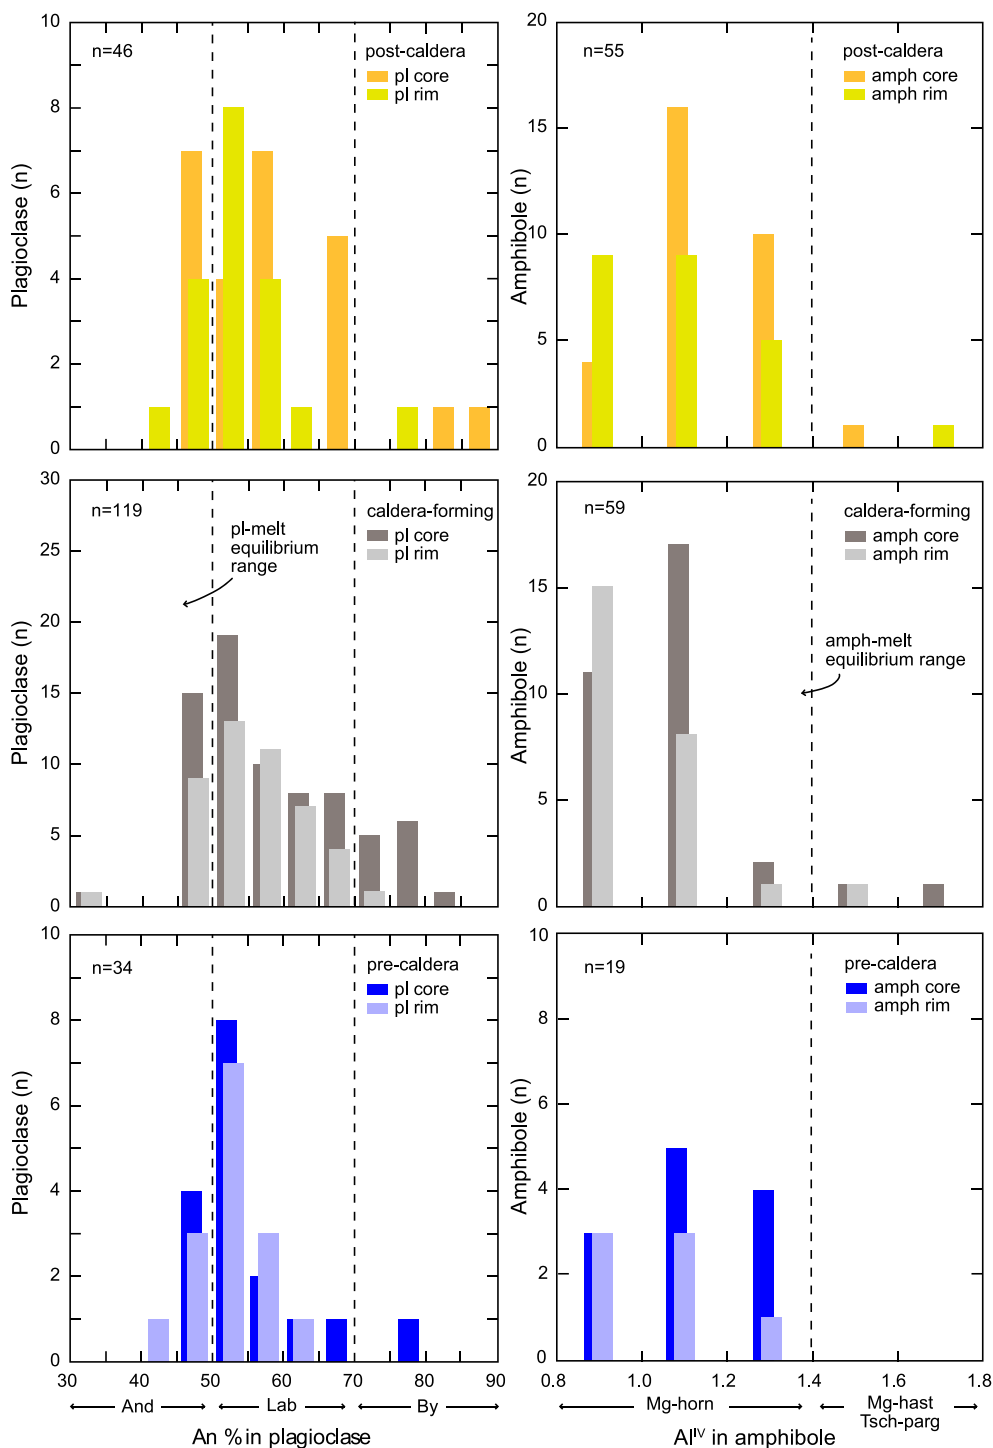 10
8
6
4
2
0
Plagioclase (n)
n=46
post-caldera
pl core
pl rim
20
15
10
5
0
Amphibole (n)
n=55
post-caldera
amph core
amph rim
30
25
20
15
10
5
0
Plagioclase (n)
n=119
pl-melt
equilibrium
range
caldera-forming
pl core
pl rim
20
15
10
5
0
Amphibole (n)
n=59
caldera-forming
amph core
amph rim
amph-melt
equilibrium range
10
8
6
4
2
0
Plagioclase (n)
n=34
pre-caldera
pl core
pl rim
30 40 50 60 70 80 90
And Lab By
An % in plagioclase
10
8
6
4
2
0
Amphibole (n)
n=19
pre-caldera
amph core
amph rim
0.8 1.0 1.2 1.4 1.6 1.8
Mg-horn Mg-hast
Tsch-parg
Al^IV in amphibole